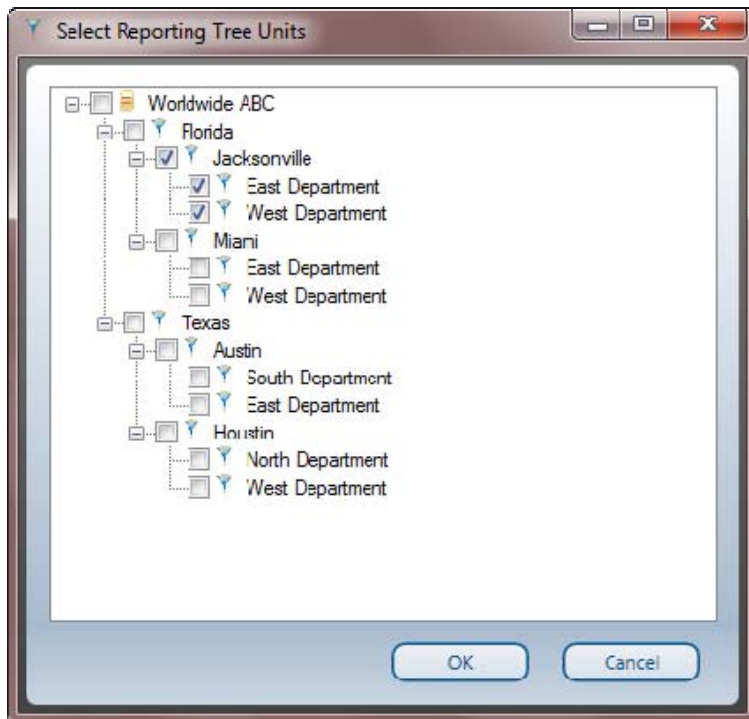 Select Reporting Tree Units
Worldwide ABC
Florida
Jacksonville
East Department
West Department
Miami
East Department
West Department
Texas
Austin
South Department
East Department
Houstin
North Department
West Department
OK
Cancel